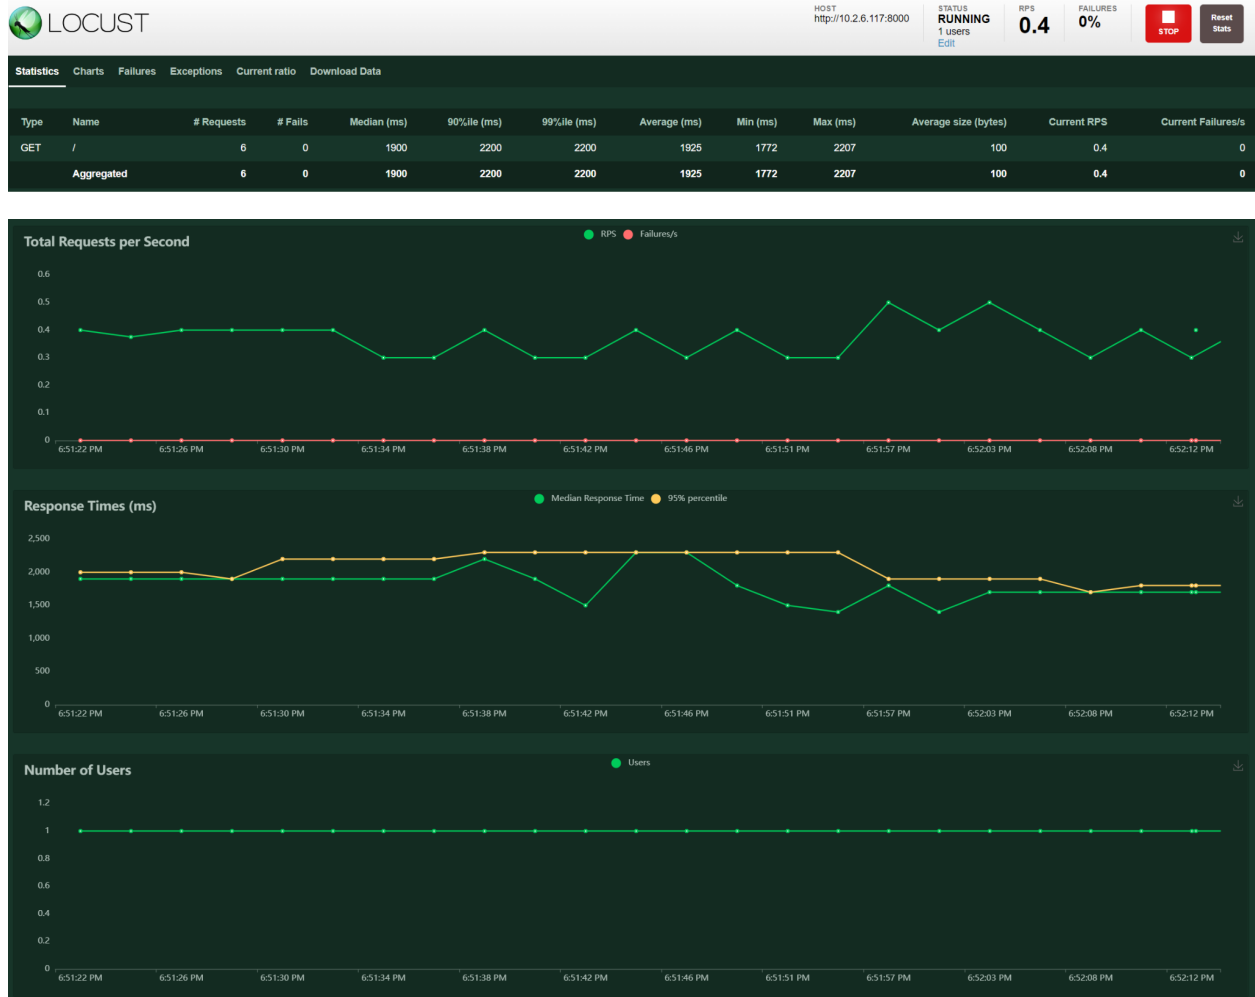 LOCUST
HOST
http://10.2.6.117:8000
STATUS
RUNNING
1 users
Edit
RPS
0.4
FAILURES
0%
STOP
Reset
Stats
Statistics Charts Failures Exceptions Current ratio Download Data
Type Name # Requests # Fails Median (ms) 90%ile (ms) 99%ile (ms) Average (ms) Min (ms) Max (ms) Average size (bytes) Current RPS Current Failures/s
GET / 6 0 1900 2200 2200 1925 1772 2207 100 0.4 0
Aggregated 6 0 1900 2200 2200 1925 1772 2207 100 0.4 0
Total Requests per Second
RPS Failures/s
0.6
0.5
0.4
0.3
0.2
0.1
0
6:51:22 PM 6:51:26 PM 6:51:30 PM 6:51:34 PM 6:51:38 PM 6:51:42 PM 6:51:46 PM 6:51:51 PM 6:51:57 PM 6:52:03 PM 6:52:08 PM 6:52:12 PM
Response Times (ms)
Median Response Time 95% percentile
2,500
2,000
1,500
1,000
500
0
6:51:22 PM 6:51:26 PM 6:51:30 PM 6:51:34 PM 6:51:38 PM 6:51:42 PM 6:51:46 PM 6:51:51 PM 6:51:57 PM 6:52:03 PM 6:52:08 PM 6:52:12 PM
Number of Users
Users
1.2
1
0.8
0.6
0.4
0.2
0
6:51:22 PM 6:51:26 PM 6:51:30 PM 6:51:34 PM 6:51:38 PM 6:51:42 PM 6:51:46 PM 6:51:51 PM 6:51:57 PM 6:52:03 PM 6:52:08 PM 6:52:12 PM